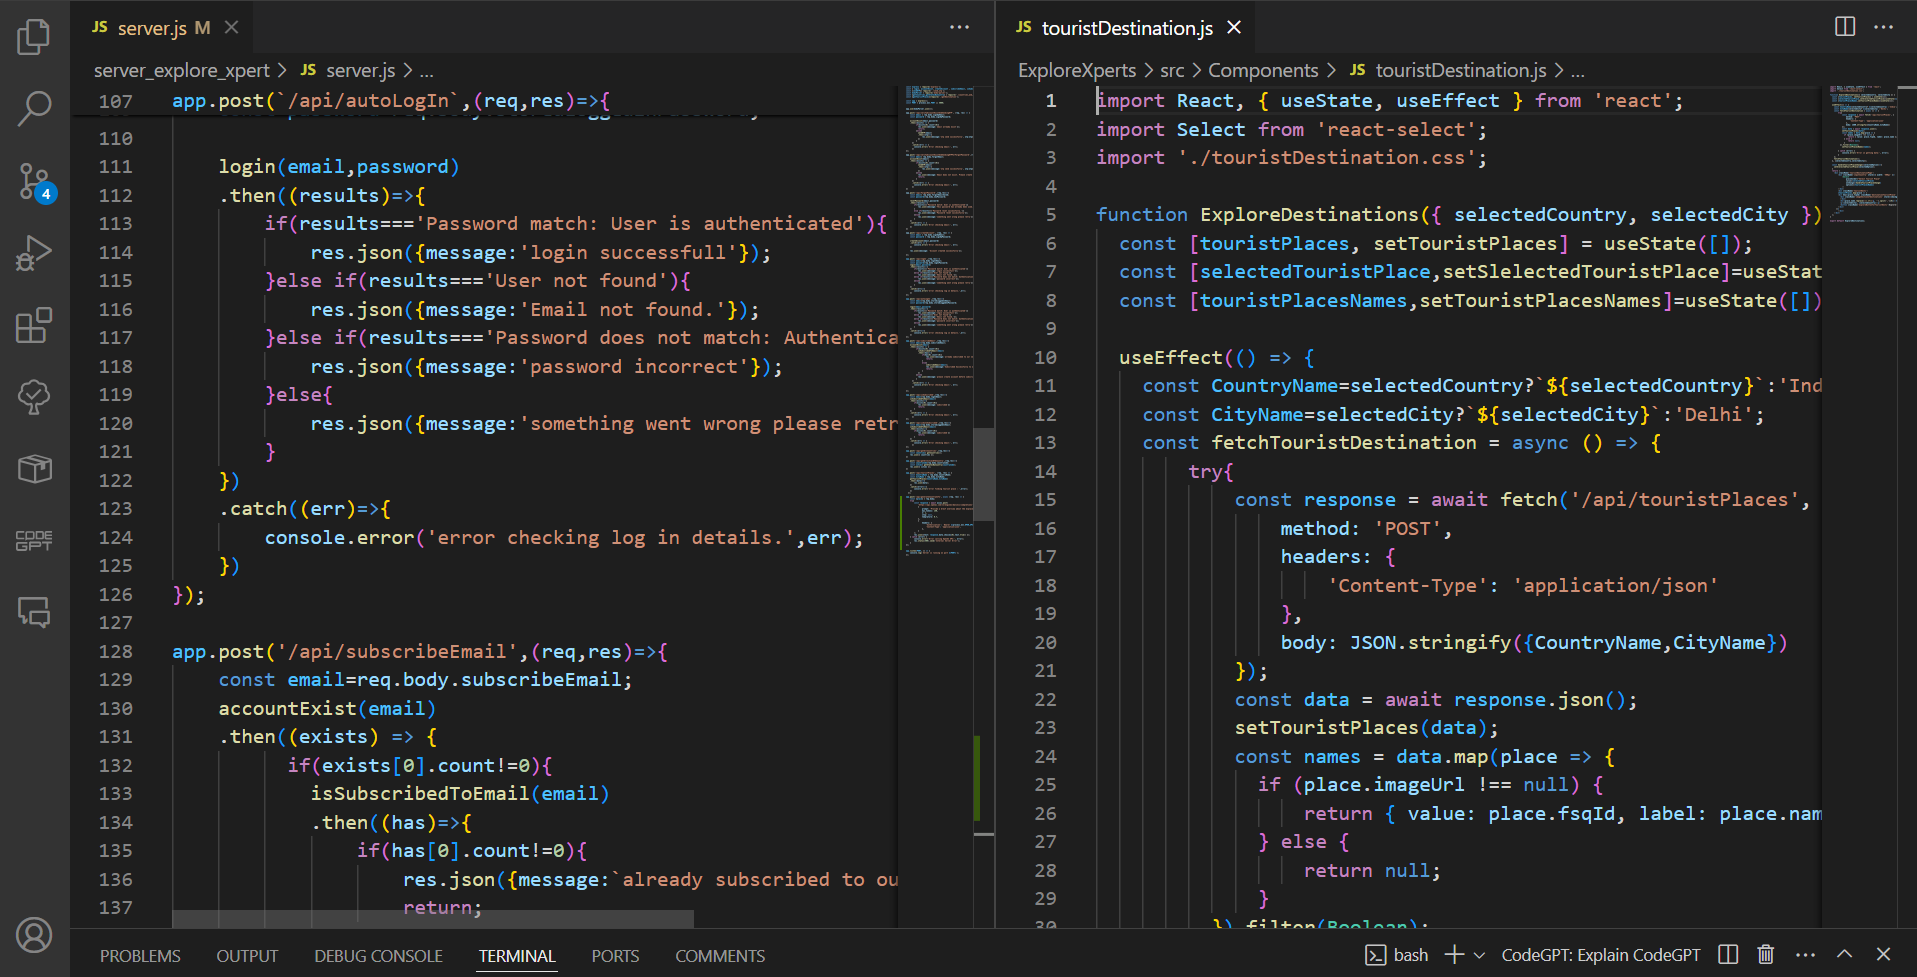 JS server.js M
server_explore_xpert > JS server.js > ...
107 app.post(`/api/autoLogIn`,(req,res)=>{
110
111 login(email,password)
112 .then((results)=>{
113 if(results==='Password match: User is authenticated'){
114 res.json({message:'login successfull'});
115 }else if(results==='User not found'){
116 res.json({message:'Email not found.'});
117 }else if(results==='Password does not match: Authentica
118 res.json({message:'password incorrect'});
119 }else{
120 res.json({message:'something went wrong please retr
121 }
122 })
123 .catch((err)=>{
124 console.error('error checking log in details.',err);
125 })
126 });
127
128 app.post('/api/subscribeEmail',(req,res)=>{
129 const email=req.body.subscribeEmail;
130 accountExist(email)
131 .then((exists) => {
132 if(exists[0].count!=0){
133 isSubscribedToEmail(email)
134 .then((has)=>{
135 if(has[0].count!=0){
136 res.json({message:`already subscribed to ou
137 return;
JS touristDestination.js
ExploreXperts > src > Components > JS touristDestination.js > ...
1 import React, { useState, useEffect } from 'react';
2 import Select from 'react-select';
3 import './touristDestination.css';
4
5 function ExploreDestinations({ selectedCountry, selectedCity })
6 const [touristPlaces, setTouristPlaces] = useState([]);
7 const [selectedTouristPlace,setSlelectedTouristPlace]=useStat
8 const [touristPlacesNames,setTouristPlacesNames]=useState([])
9
10 useEffect(() => {
11 const CountryName=selectedCountry?`${selectedCountry}`:'Ind
12 const CityName=selectedCity?`${selectedCity}`:'Delhi';
13 const fetchTouristDestination = async () => {
14 try{
15 const response = await fetch('/api/touristPlaces',
16 method: 'POST',
17 headers: {
18 'Content-Type': 'application/json'
19 },
20 body: JSON.stringify({CountryName,CityName})
21 });
22 const data = await response.json();
23 setTouristPlaces(data);
24 const names = data.map(place => {
25 if (place.imageUrl !== null) {
26 return { value: place.fsqId, label: place.nam
27 } else {
28 return null;
29 }
30 }).filter(Boolean);
4
CODE
GPT
PROBLEMS OUTPUT DEBUG CONSOLE TERMINAL PORTS COMMENTS
bash CodeGPT: Explain CodeGPT